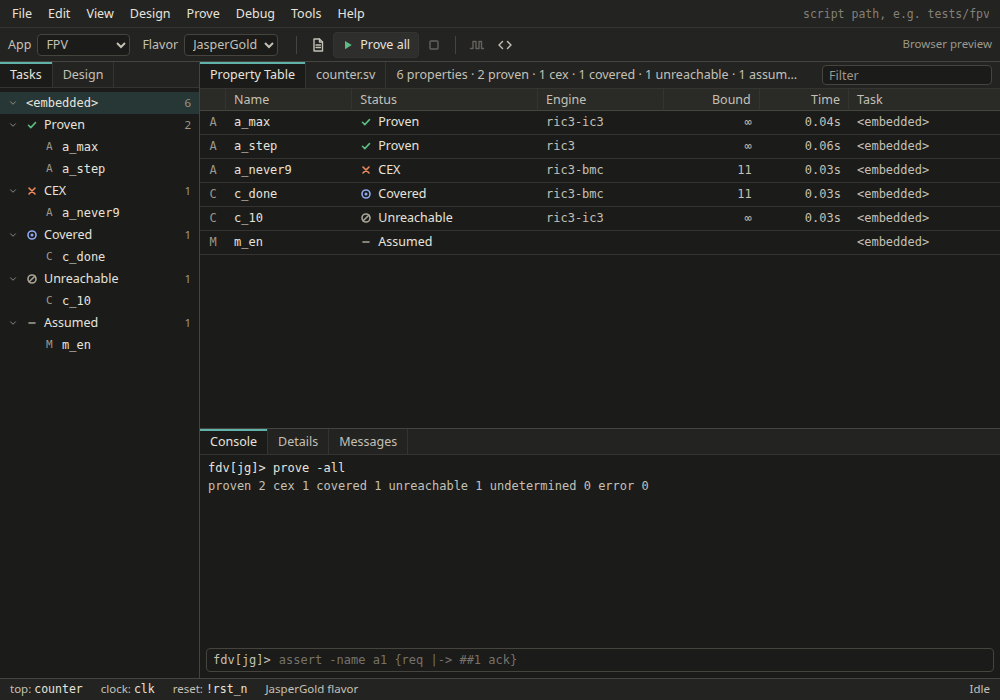 File Edit View Design Prove Debug Tools Help script path, e.g. tests/fpv
App FPV Flavor JasperGold Prove all Browser preview
Tasks Design
<embedded> 6
Proven 2
A a_max
A a_step
CEX 1
A a_never9
Covered 1
C c_done
Unreachable 1
C c_10
Assumed 1
M m_en
Property Table counter.sv 6 properties · 2 proven · 1 cex · 1 covered · 1 unreachable · 1 assum... Filter
Name Status Engine Bound Time Task
A a_max Proven ric3-ic3 ∞ 0.04s <embedded>
A a_step Proven ric3 ∞ 0.06s <embedded>
A a_never9 CEX ric3-bmc 11 0.03s <embedded>
C c_done Covered ric3-bmc 11 0.03s <embedded>
C c_10 Unreachable ric3-ic3 ∞ 0.03s <embedded>
M m_en Assumed <embedded>
Console Details Messages
fdv[jg]> prove -all
proven 2 cex 1 covered 1 unreachable 1 undetermined 0 error 0
fdv[jg]> assert -name a1 {req |-> ##1 ack}
top: counter clock: clk reset: !rst_n JasperGold flavor Idle